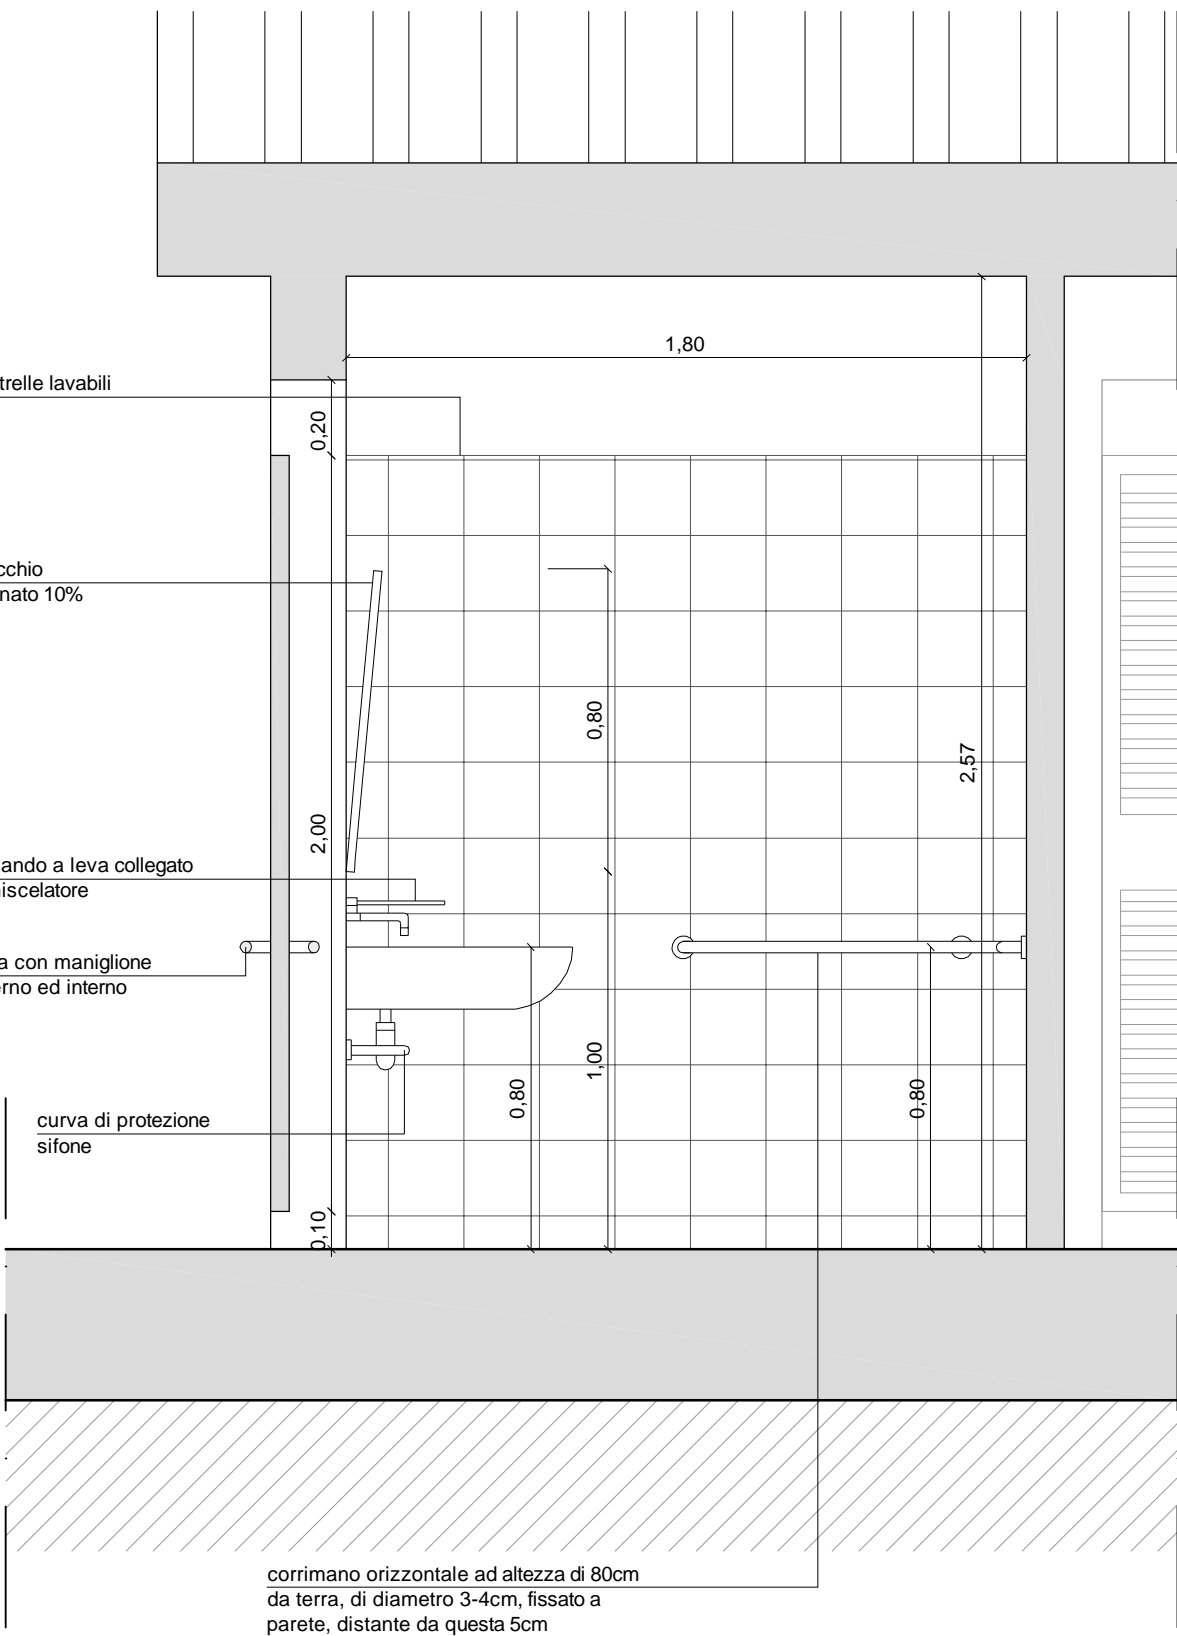 1,80
trelle lavabili
0,20
cchio
nato 10%
0,80
2,57
2,00
ando a leva collegato
iscelatore
a con maniglione
erno ed interno
1,00
0,80
0,80
curva di protezione
sifone
0,10
corrimano orizzontale ad altezza di 80cm
da terra, di diametro 3-4cm, fissato a
parete, distante da questa 5cm